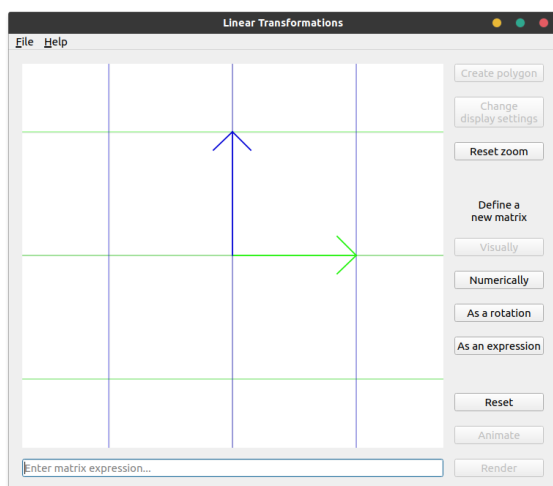 Linear Transformations
File Help
Create polygon
Change
display settings
Reset zoom
Define a
new matrix
Visually
Numerically
As a rotation
As an expression
Reset
Animate
Enter matrix expression...
Render